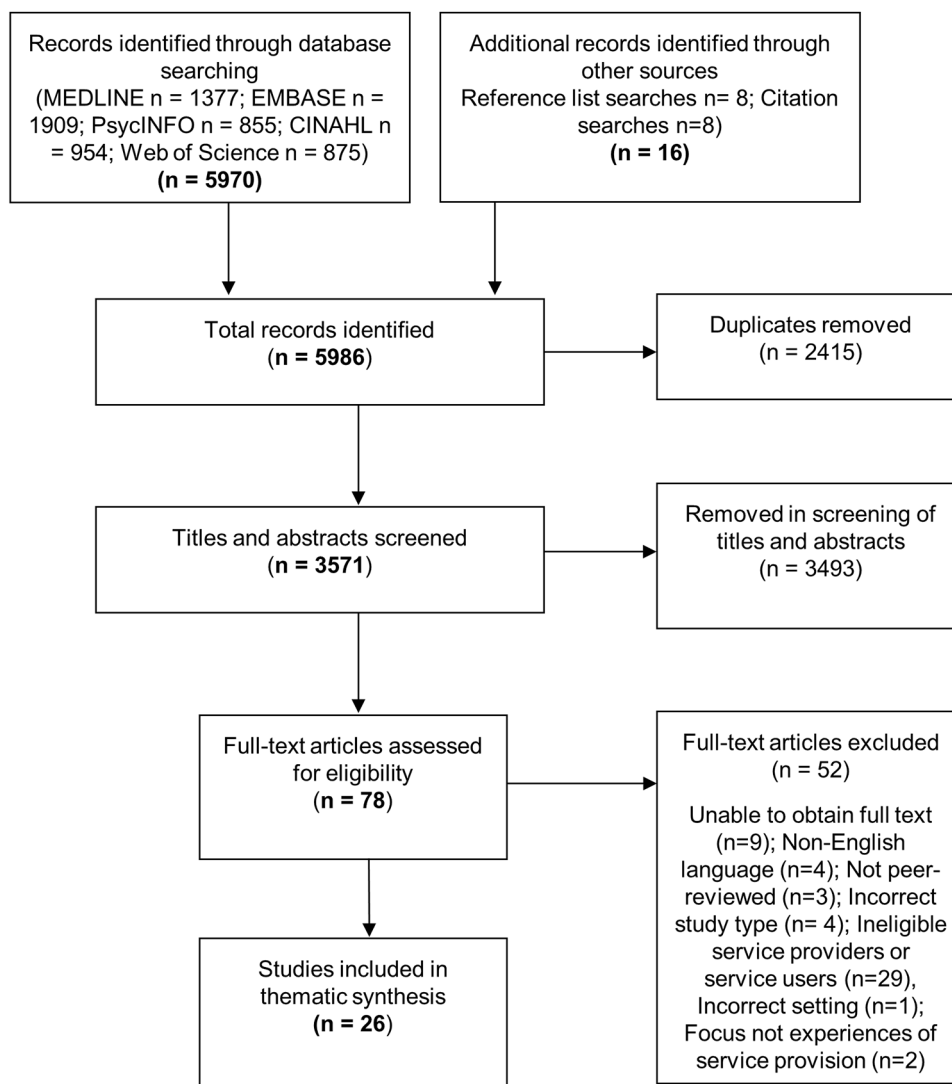 Records identified through database
searching
(MEDLINE n = 1377; EMBASE n =
1909; PsycINFO n = 855; CINAHL n
= 954; Web of Science n = 875)
(n = 5970)
Additional records identified through
other sources
Reference list searches n= 8; Citation
searches n=8)
(n = 16)
Total records identified
(n = 5986)
Duplicates removed
(n = 2415)
Titles and abstracts screened
(n = 3571)
Removed in screening of
titles and abstracts
(n = 3493)
Full-text articles assessed
for eligibility
(n = 78)
Full-text articles excluded
(n = 52)
Unable to obtain full text
(n=9); Non-English
language (n=4); Not peer-
reviewed (n=3); Incorrect
study type (n= 4); Ineligible
service providers or
service users (n=29),
Incorrect setting (n=1);
Focus not experiences of
service provision (n=2)
Studies included in
thematic synthesis
(n = 26)